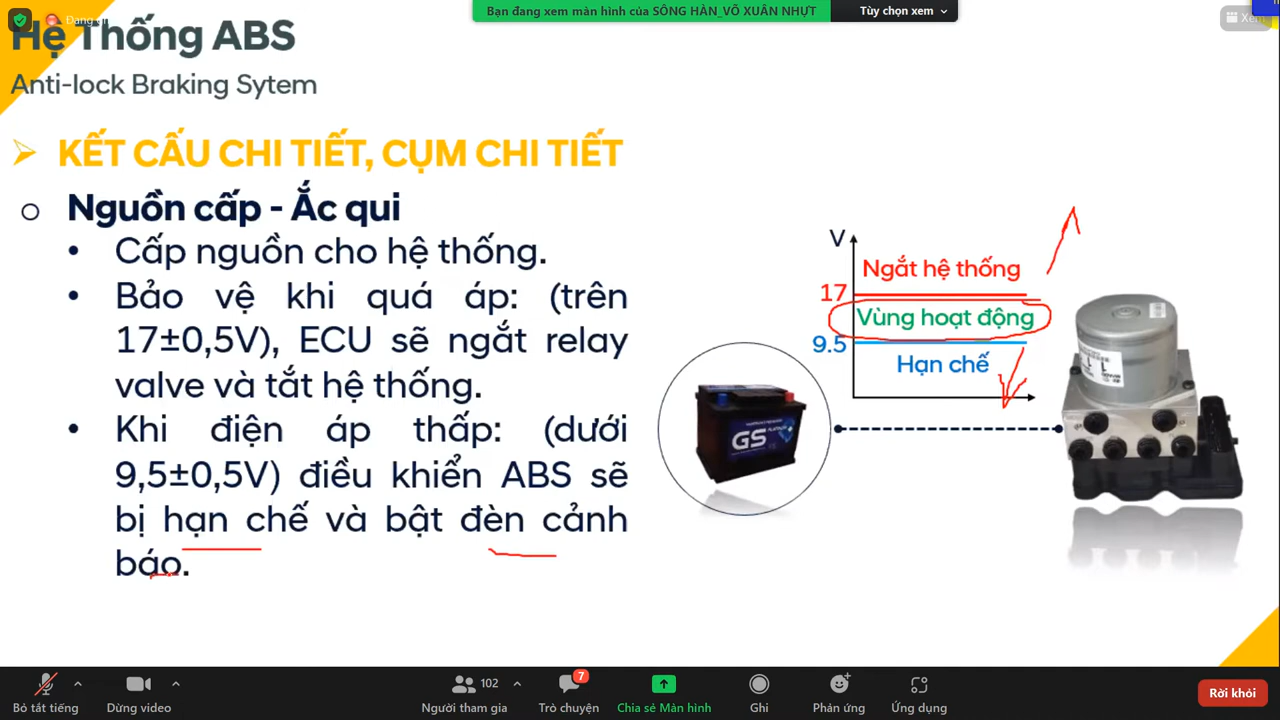 Bạn đang xem màn hình của SÔNG HÀN_VÕ XUÂN NHỰT
Tùy chọn xem
Xem
Hệ Thống ABS
Anti-lock Braking Sytem
KẾT CẤU CHI TIẾT, CỤM CHI TIẾT
Nguồn cấp - Ắc qui
• Cấp nguồn cho hệ thống.
• Bảo vệ khi quá áp: (trên
17±0,5V), ECU sẽ ngắt relay
valve và tắt hệ thống.
• Khi điện áp thấp: (dưới
9,5±0,5V) điều khiển ABS sẽ
bị hạn chế và bật đèn cảnh
báo.
V
Ngắt hệ thống
17
Vùng hoạt động
9.5
Hạn chế
GS
PLATINUM
7
102
Bỏ tắt tiếng
Dừng video
Người tham gia
Trò chuyện
Chia sẻ Màn hình
Ghi
Phản ứng
Ứng dụng
Rời khỏi